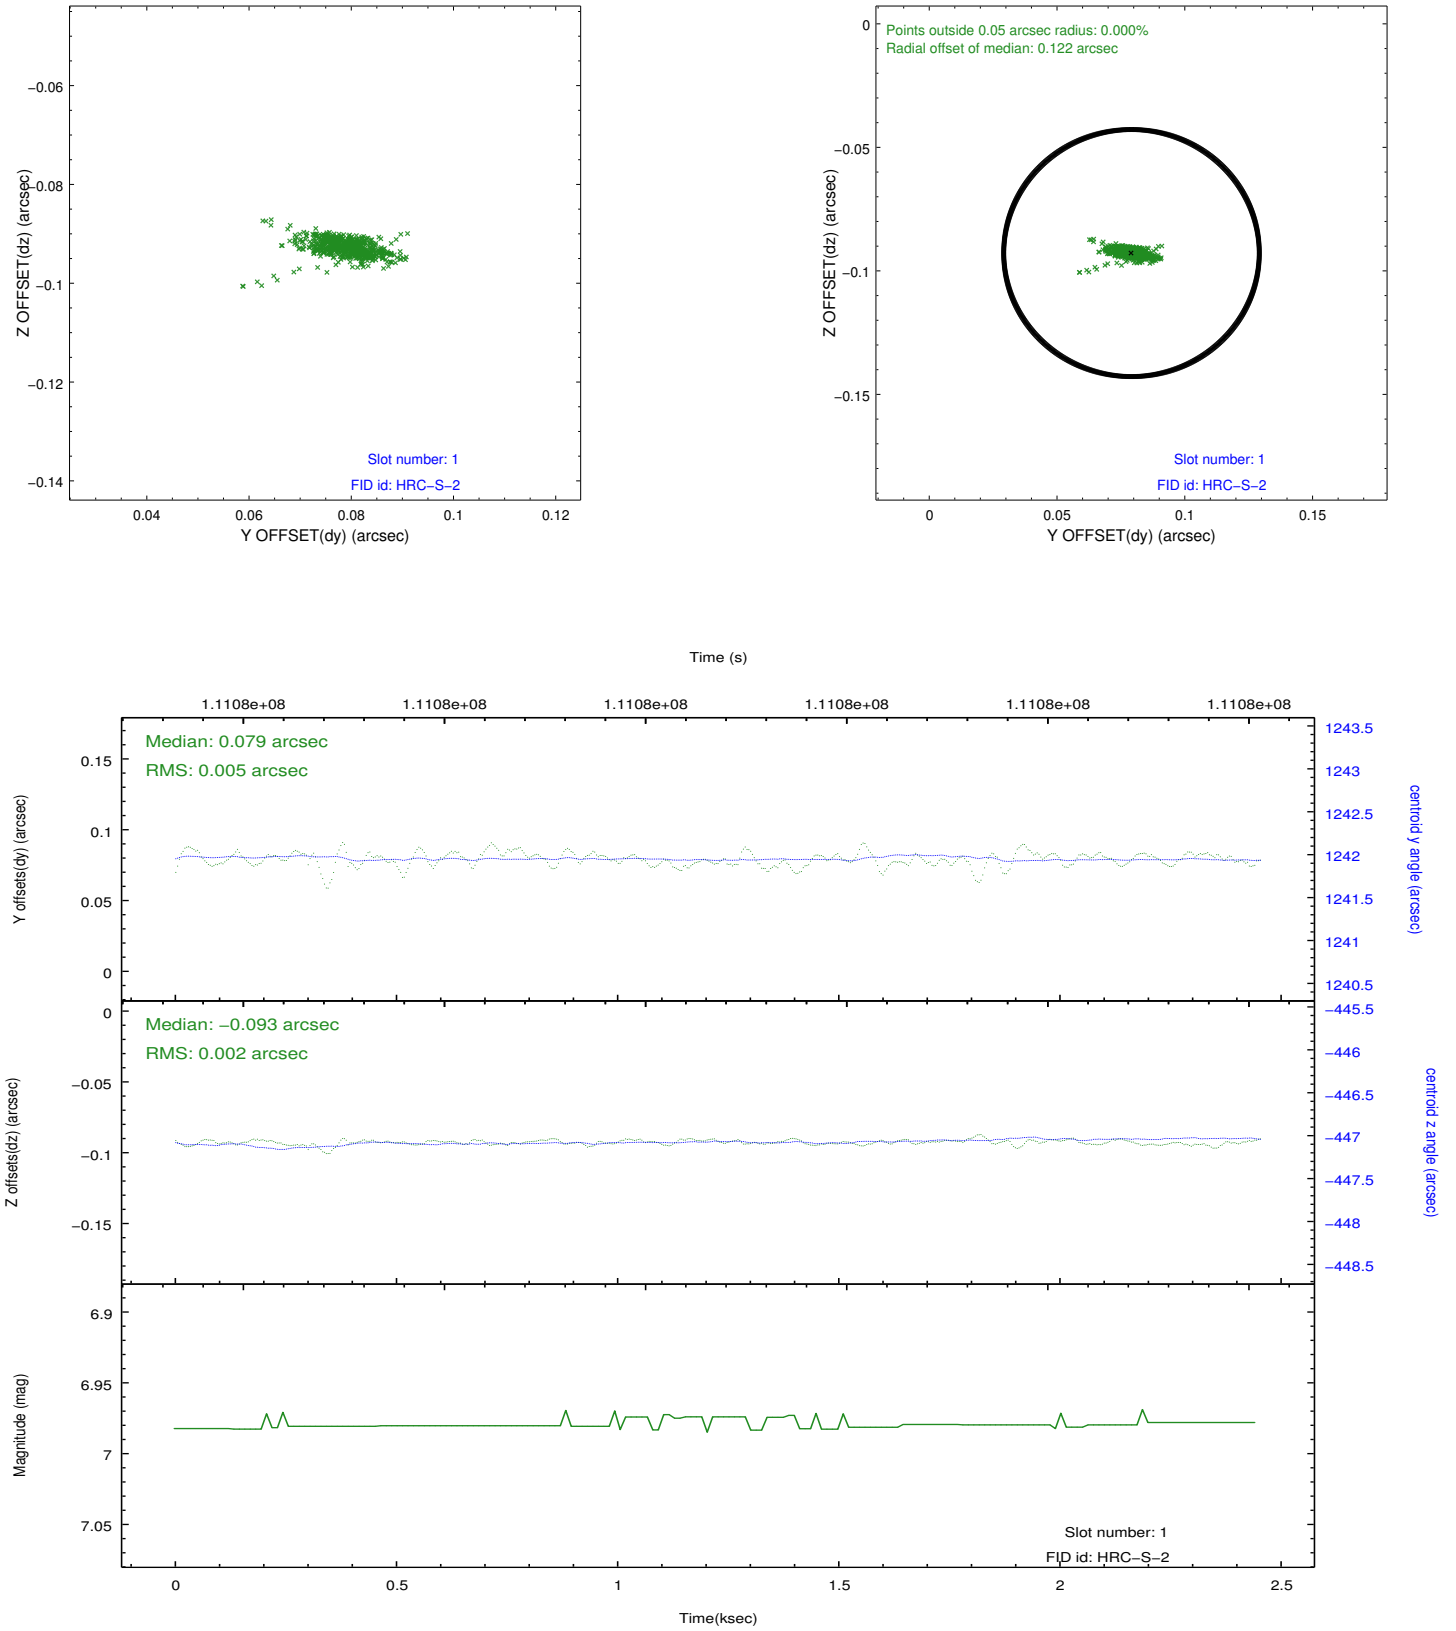 −0.06
−0.08
−0.1
−0.12
−0.14
Z OFFSET(dz) (arcsec)
Slot number: 1
FID id: HRC−S−2
0.04 0.06 0.08 0.1 0.12
Y OFFSET(dy) (arcsec)
Points outside 0.05 arcsec radius: 0.000%
Radial offset of median: 0.122 arcsec
0
−0.05
−0.1
−0.15
Z OFFSET(dz) (arcsec)
Slot number: 1
FID id: HRC−S−2
0 0.05 0.1 0.15
Y OFFSET(dy) (arcsec)
Time (s)
1.1108e+08 1.1108e+08 1.1108e+08 1.1108e+08 1.1108e+08 1.1108e+08
Median: 0.079 arcsec
RMS: 0.005 arcsec
0.15
0.1
0.05
0
Y offsets(dy) (arcsec)
1243.5
1243
1242.5
1242
1241.5
1241
1240.5
centroid y angle (arcsec)
Median: −0.093 arcsec
RMS: 0.002 arcsec
0
−0.05
−0.1
−0.15
Z offsets(dz) (arcsec)
−445.5
−446
−446.5
−447
−447.5
−448
−448.5
centroid z angle (arcsec)
6.9
6.95
7
7.05
Magnitude (mag)
Slot number: 1
FID id: HRC−S−2
0 0.5 1 1.5 2 2.5
Time(ksec)